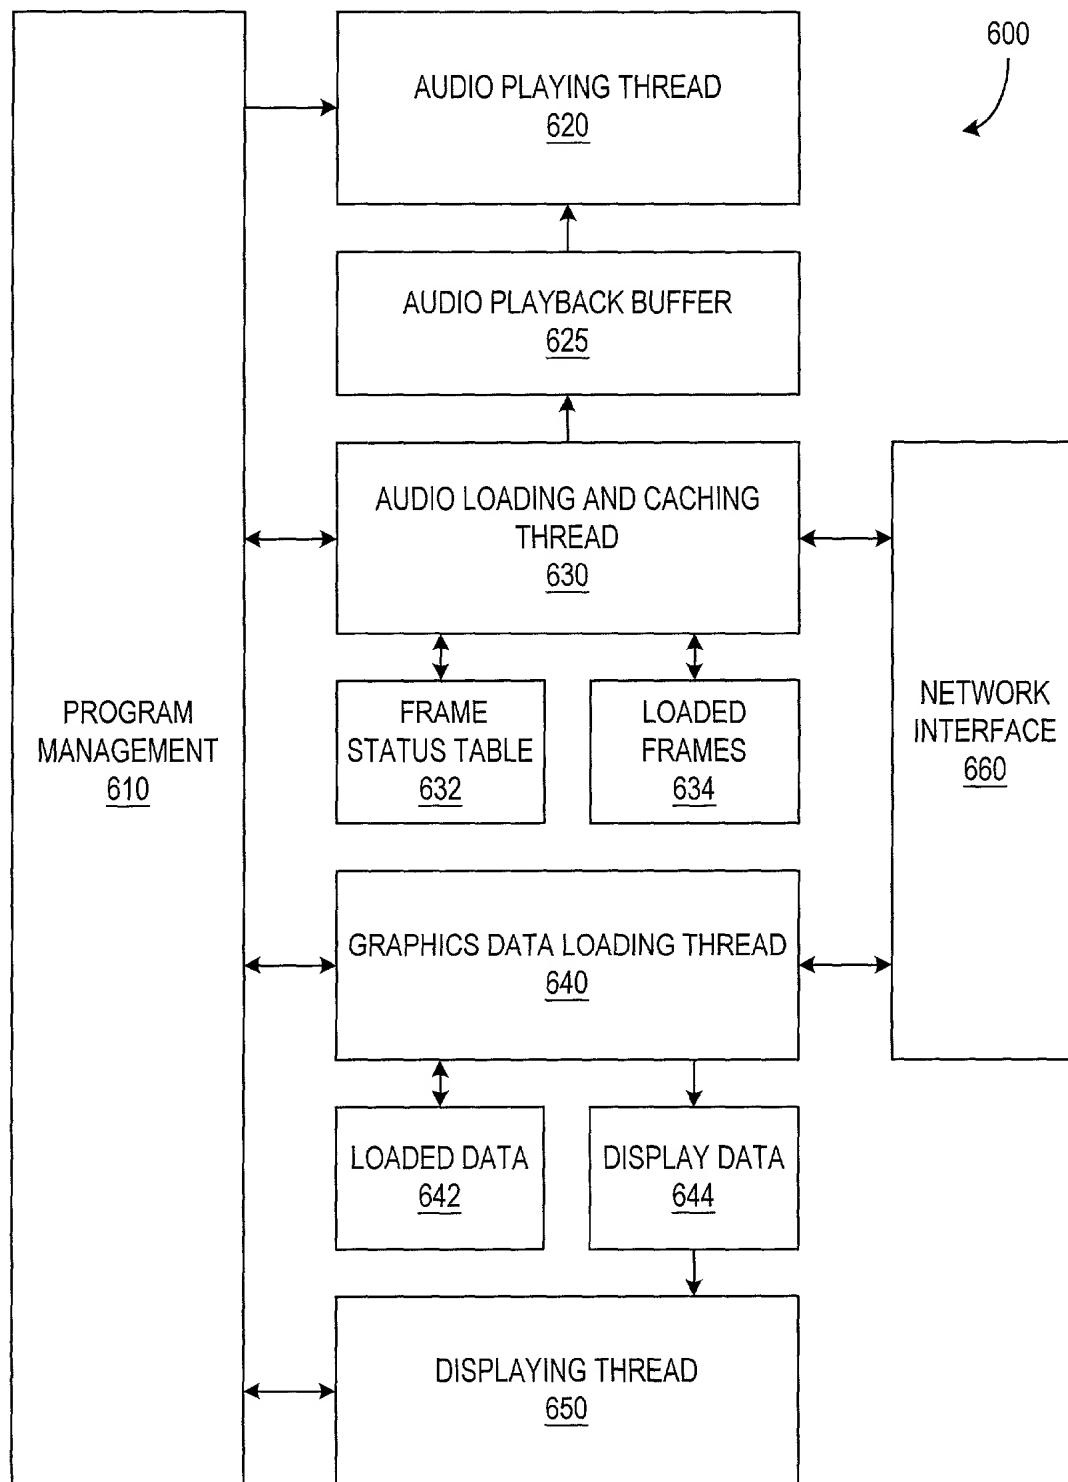 600
AUDIO PLAYING THREAD
620
AUDIO PLAYBACK BUFFER
625
AUDIO LOADING AND CACHING
THREAD
630
PROGRAM
MANAGEMENT
610
FRAME
STATUS TABLE
632
LOADED
FRAMES
634
NETWORK
INTERFACE
660
GRAPHICS DATA LOADING THREAD
640
LOADED DATA
642
DISPLAY DATA
644
DISPLAYING THREAD
650